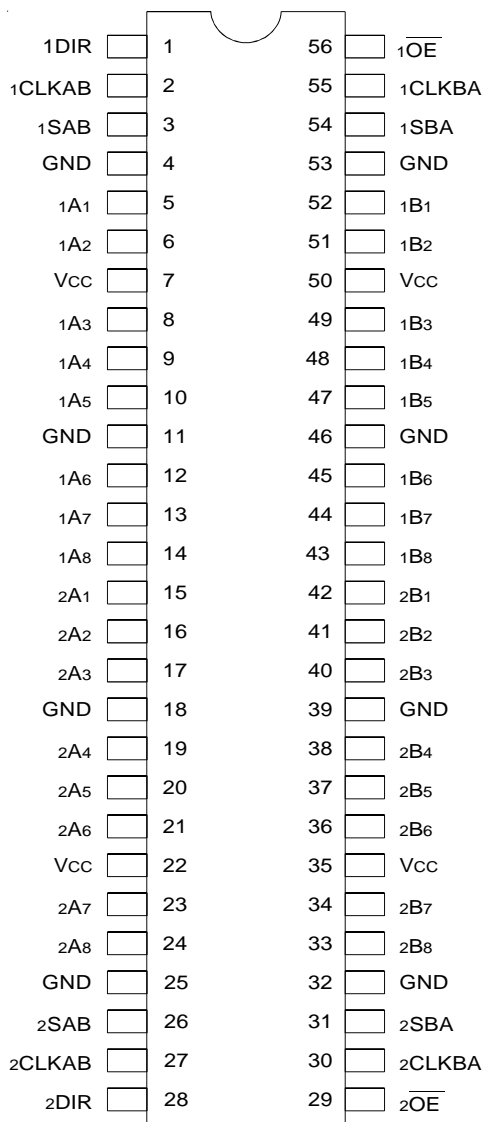 1DIR 1 56 1OE
1CLKAB 2 55 1CLKBA
1SAB 3 54 1SBA
GND 4 53 GND
1A1 5 52 1B1
1A2 6 51 1B2
VCC 7 50 VCC
1A3 8 49 1B3
1A4 9 48 1B4
1A5 10 47 1B5
GND 11 46 GND
1A6 12 45 1B6
1A7 13 44 1B7
1A8 14 43 1B8
2A1 15 42 2B1
2A2 16 41 2B2
2A3 17 40 2B3
GND 18 39 GND
2A4 19 38 2B4
2A5 20 37 2B5
2A6 21 36 2B6
VCC 22 35 VCC
2A7 23 34 2B7
2A8 24 33 2B8
GND 25 32 GND
2SAB 26 31 2SBA
2CLKAB 27 30 2CLKBA
2DIR 28 29 2OE